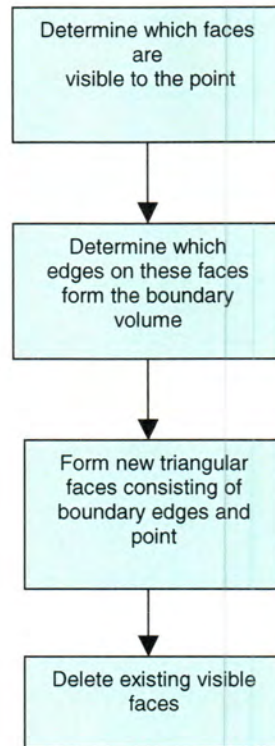 Determine which faces
are
visible to the point
Determine which
edges on these faces
form the boundary
volume
Form new triangular
faces consisting of
boundary edges and
point
Delete existing visible
faces